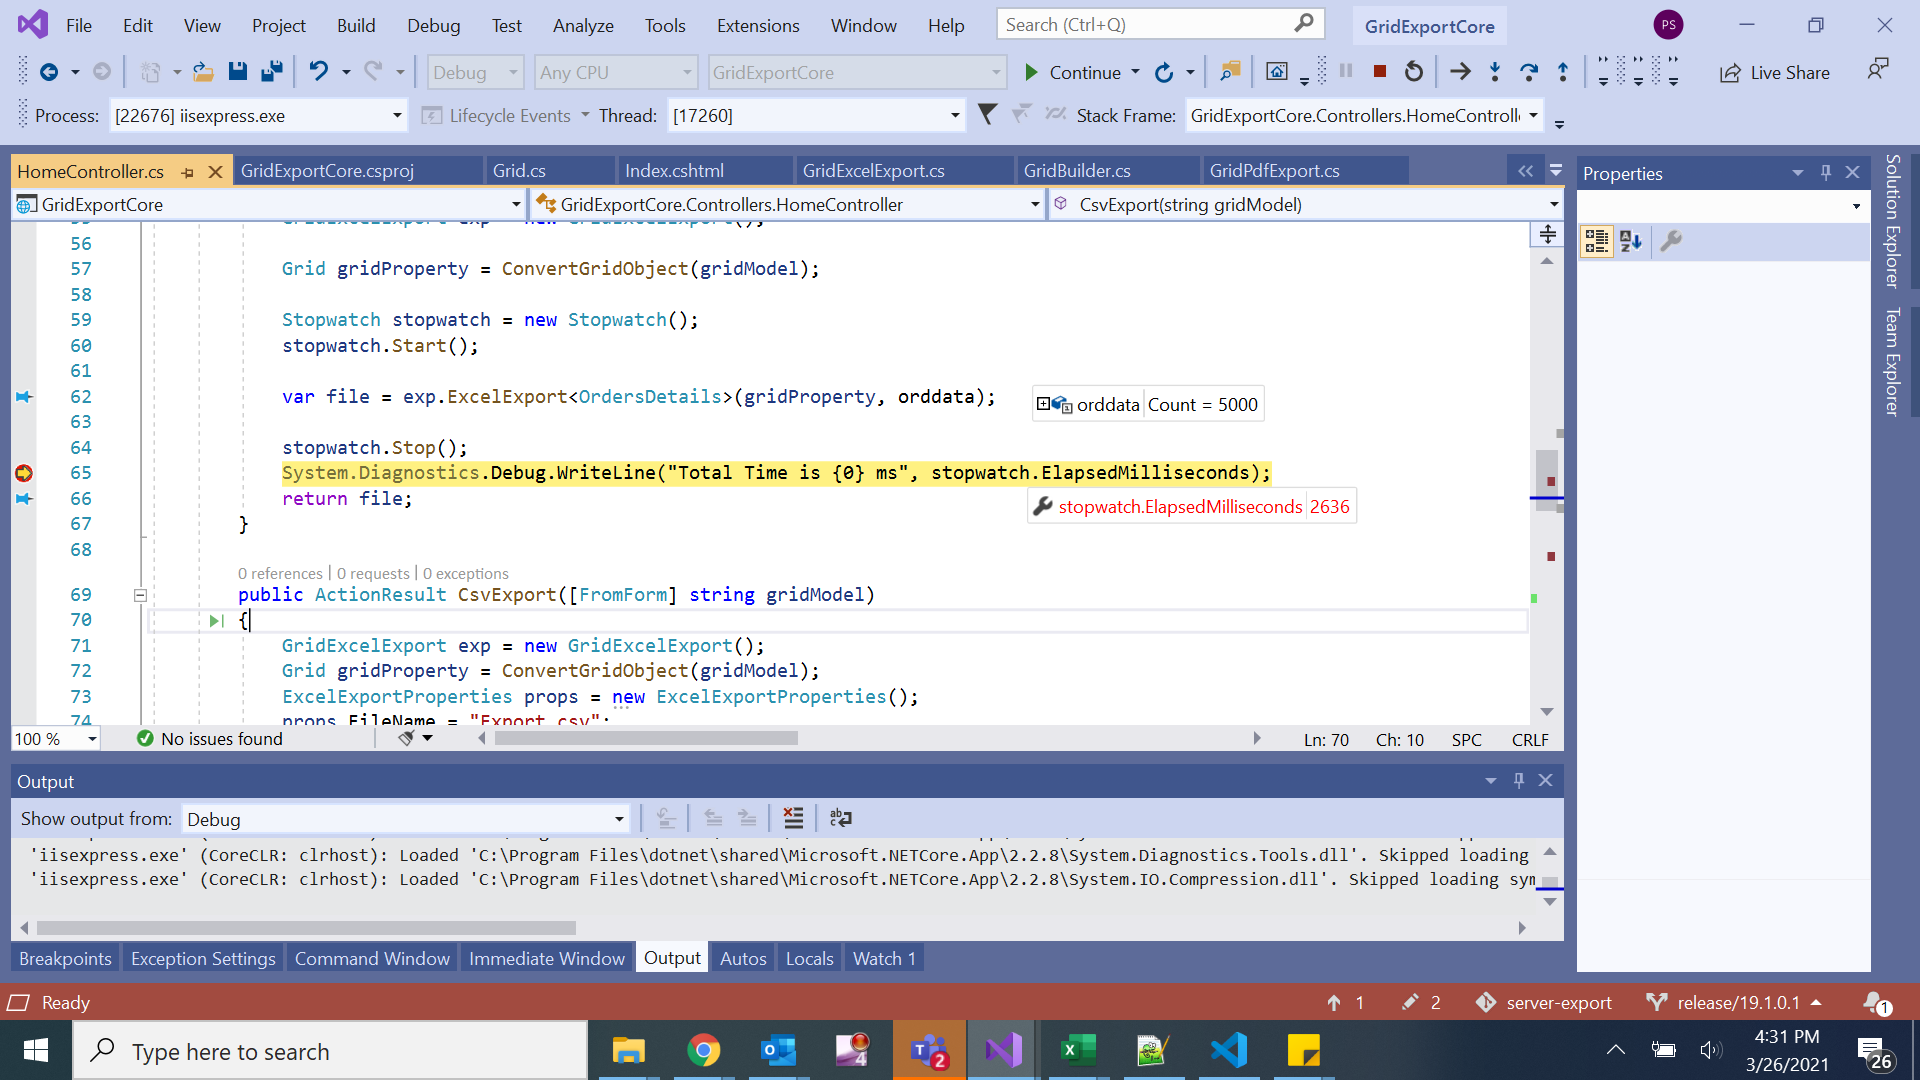 File Edit View Project Build Debug Test Analyze Tools Extensions Window Help Search (Ctrl+Q) GridExportCore PS
Debug Any CPU GridExportCore Continue Live Share
Process: [22676] iisexpress.exe Lifecycle Events Thread: [17260] Stack Frame: GridExportCore.Controllers.HomeControll
HomeController.cs GridExportCore.csproj Grid.cs Index.cshtml GridExcelExport.cs GridBuilder.cs GridPdfExport.cs
GridExportCore GridExportCore.Controllers.HomeController CsvExport(string gridModel)
55 GridExcelExport exp = new GridExcelExport();
56
57 Grid gridProperty = ConvertGridObject(gridModel);
58
59 Stopwatch stopwatch = new Stopwatch();
60 stopwatch.Start();
61
62 var file = exp.ExcelExport<OrdersDetails>(gridProperty, orddata); orddata Count = 5000
63
64 stopwatch.Stop();
65 System.Diagnostics.Debug.WriteLine("Total Time is {0} ms", stopwatch.ElapsedMilliseconds);
66 return file; stopwatch.ElapsedMilliseconds 2636
67 }
68
0 references | 0 requests | 0 exceptions
69 public ActionResult CsvExport([FromForm] string gridModel)
70 {
71 GridExcelExport exp = new GridExcelExport();
72 Grid gridProperty = ConvertGridObject(gridModel);
73 ExcelExportProperties props = new ExcelExportProperties();
74 props.FileName = "Export.csv";
100 % No issues found Ln: 70 Ch: 10 SPC CRLF
Properties
Solution Explorer
Team Explorer
Output
Show output from: Debug
'iisexpress.exe' (CoreCLR: clrhost): Loaded 'C:\Program Files\dotnet\shared\Microsoft.NETCore.App\2.2.8\System.Diagnostics.Tools.dll'. Skipped loading
'iisexpress.exe' (CoreCLR: clrhost): Loaded 'C:\Program Files\dotnet\shared\Microsoft.NETCore.App\2.2.8\System.IO.Compression.dll'. Skipped loading sym
Breakpoints Exception Settings Command Window Immediate Window Output Autos Locals Watch 1
Ready 1 2 server-export release/19.1.0.1 1
Type here to search 4 2 4:31 PM
3/26/2021 26